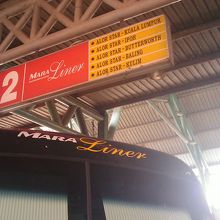 2
MARA Liner
ALOR STAR - KUALA LUMPUR
ALOR STAR - IPOH
ALOR STAR - BUTTERWORTH
ALOR STAR - BALING
ALOR STAR - KULIM
MARA Liner